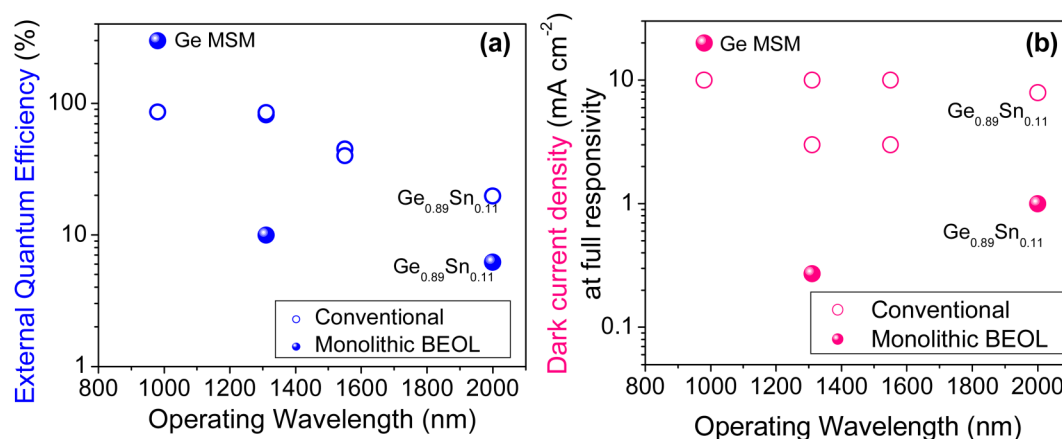 (a)
External Quantum Efficiency (%)
100
10
1
Ge MSM
Ge0.89Sn0.11
Ge0.89Sn0.11
Conventional
Monolithic BEOL
800 1000 1200 1400 1600 1800 2000
Operating Wavelength (nm)
(b)
Dark current density (mA cm-2)
at full responsivity
10
1
0.1
Ge MSM
Ge0.89Sn0.11
Ge0.89Sn0.11
Conventional
Monolithic BEOL
800 1000 1200 1400 1600 1800 2000
Operating Wavelength (nm)